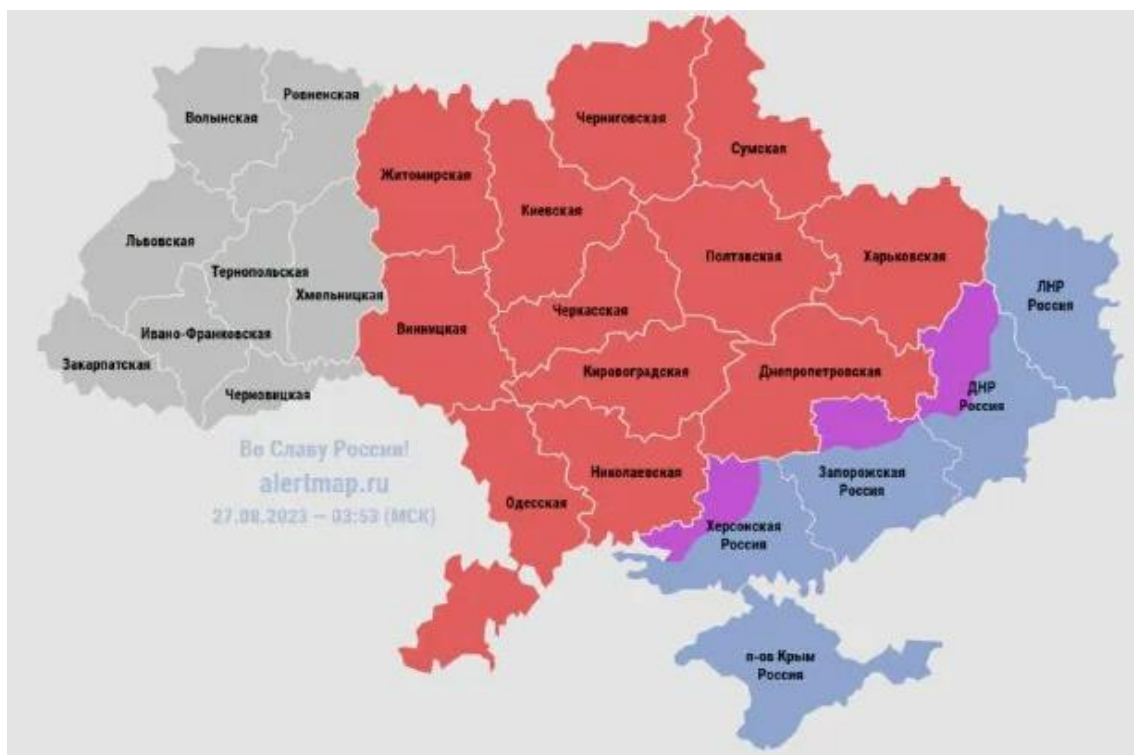 Волынская
Ровненская
Черниговская
Сумская
Житомирская
Киевская
Львовская
Тернопольская
Хмельницкая
Полтавская
Харьковская
ЛНР
Россия
Ивано-Франковская
Винницкая
Черкасская
Закарпатская
Черновицкая
Кировоградская
Днепропетровская
ДНР
Россия
Во Славу России!
alertmap.ru
27.08.2023 – 03:53 (МСК)
Одесская
Николаевская
Запорожская
Россия
Херсонская
Россия
п-ов Крым
Россия